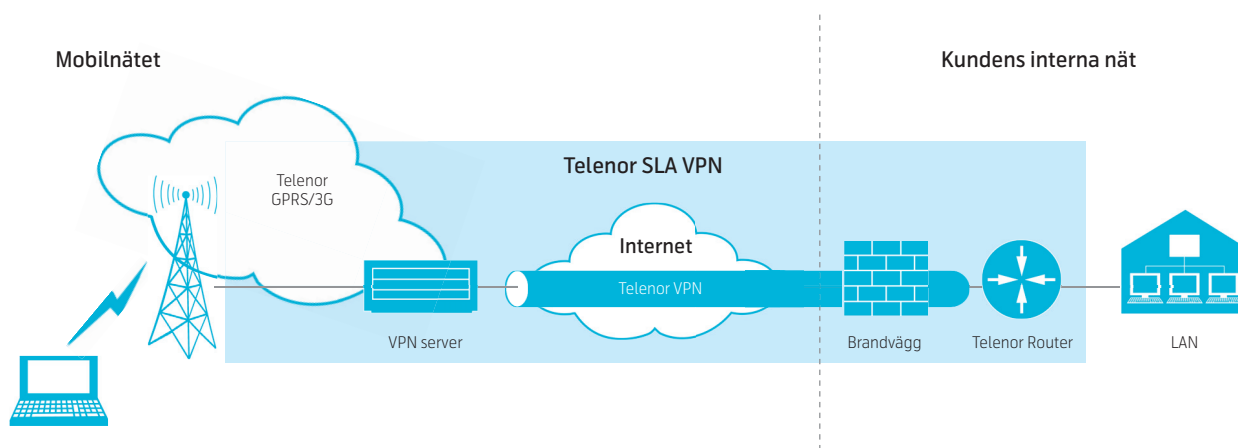 Mobilnätet
Kundens interna nät
Telenor SLA VPN
Telenor
GPRS/3G
Internet
Telenor VPN
VPN server
Brandvägg
Telenor Router
LAN